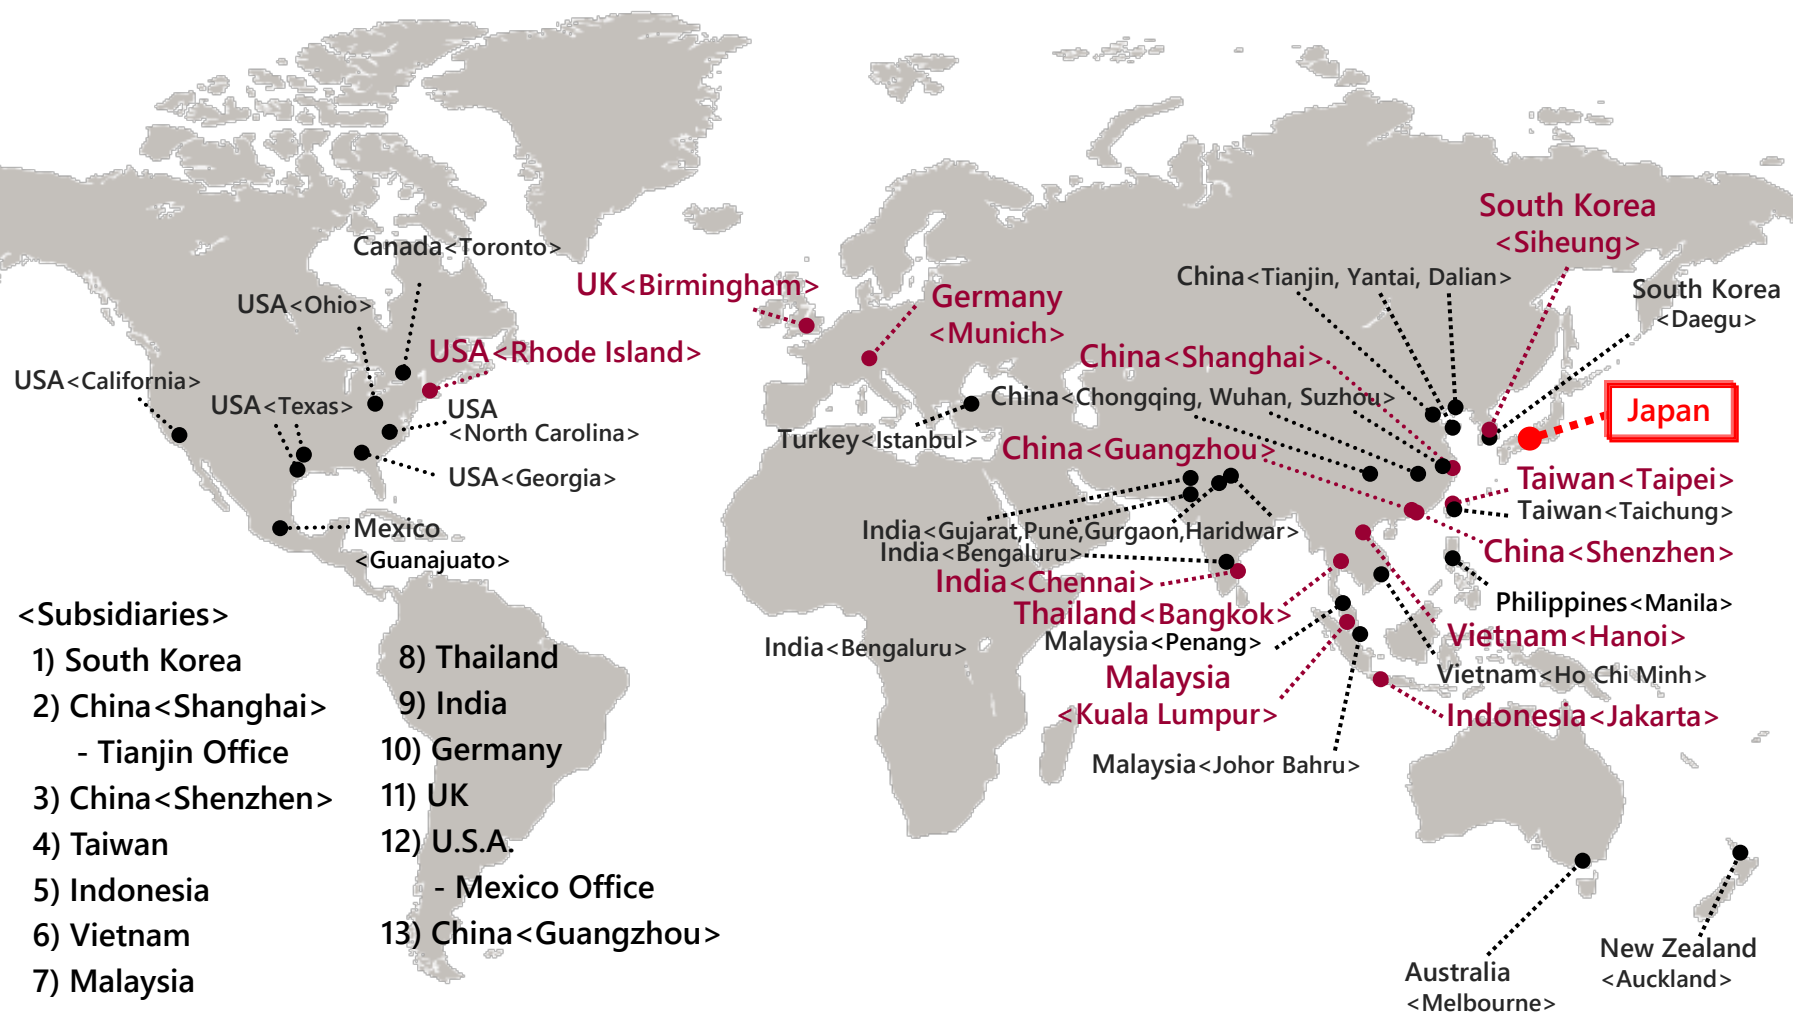 South Korea
<Siheung>
Canada<Toronto>
UK<Birmingham>
China<Tianjin, Yantai, Dalian>
South Korea
<Daegu>
USA<Ohio>
Germany
<Munich>
USA<Rhode Island>
China<Shanghai>
USA<California>
China<Chongqing, Wuhan, Suzhou>
USA<Texas>
USA
<North Carolina>
Japan
Turkey<Istanbul>
China<Guangzhou>
USA<Georgia>
Taiwan<Taipei>
Taiwan<Taichung>
Mexico
<Guanajuato>
India<Gujarat,Pune,Gurgaon,Haridwar>
India<Bengaluru>
China<Shenzhen>
India<Chennai>
Thailand<Bangkok>
Philippines<Manila>
Malaysia<Penang>
India<Bengaluru>
Vietnam<Hanoi>
Vietnam<Ho Chi Minh>
Malaysia
<Kuala Lumpur>
Indonesia<Jakarta>
Malaysia<Johor Bahru>
Australia
<Melbourne>
New Zealand
<Auckland>
<Subsidiaries>
1) South Korea
2) China<Shanghai>
- Tianjin Office
3) China<Shenzhen>
4) Taiwan
5) Indonesia
6) Vietnam
7) Malaysia
8) Thailand
9) India
10) Germany
11) UK
12) U.S.A.
- Mexico Office
13) China<Guangzhou>